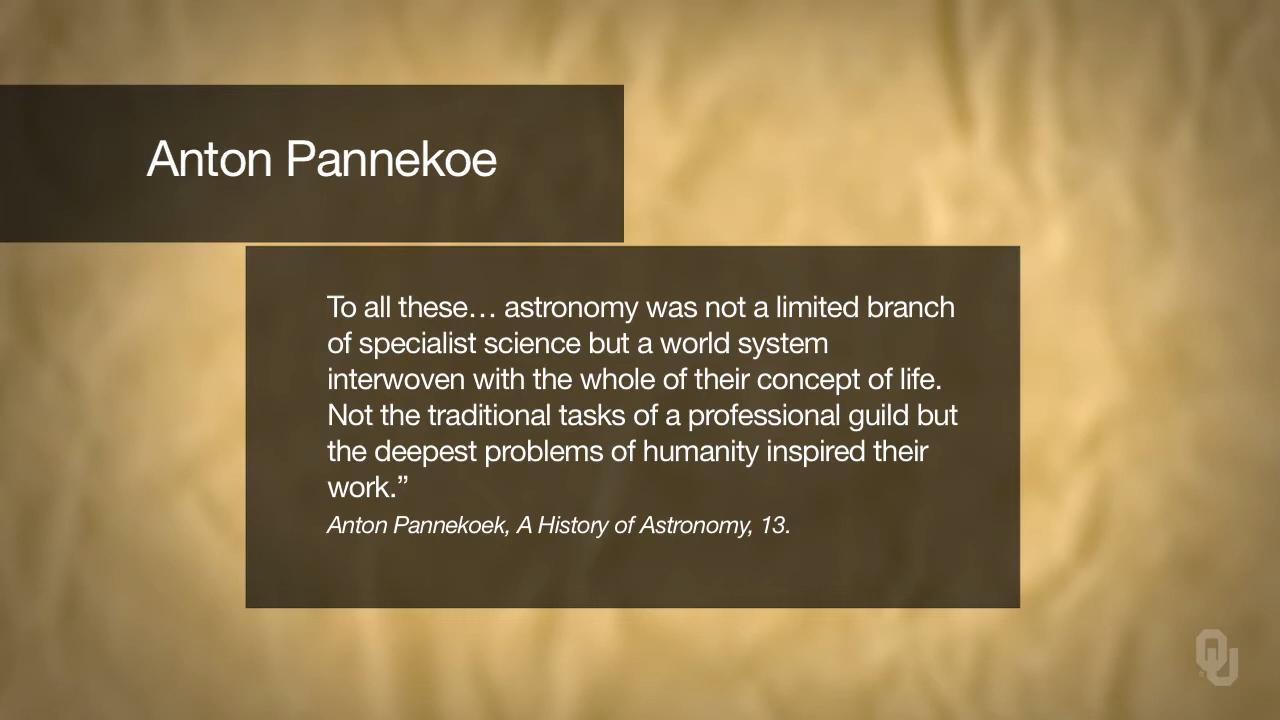 Anton Pannekoe
To all these… astronomy was not a limited branch
of specialist science but a world system
interwoven with the whole of their concept of life.
Not the traditional tasks of a professional guild but
the deepest problems of humanity inspired their
work.”
Anton Pannekoek, A History of Astronomy, 13.
OU